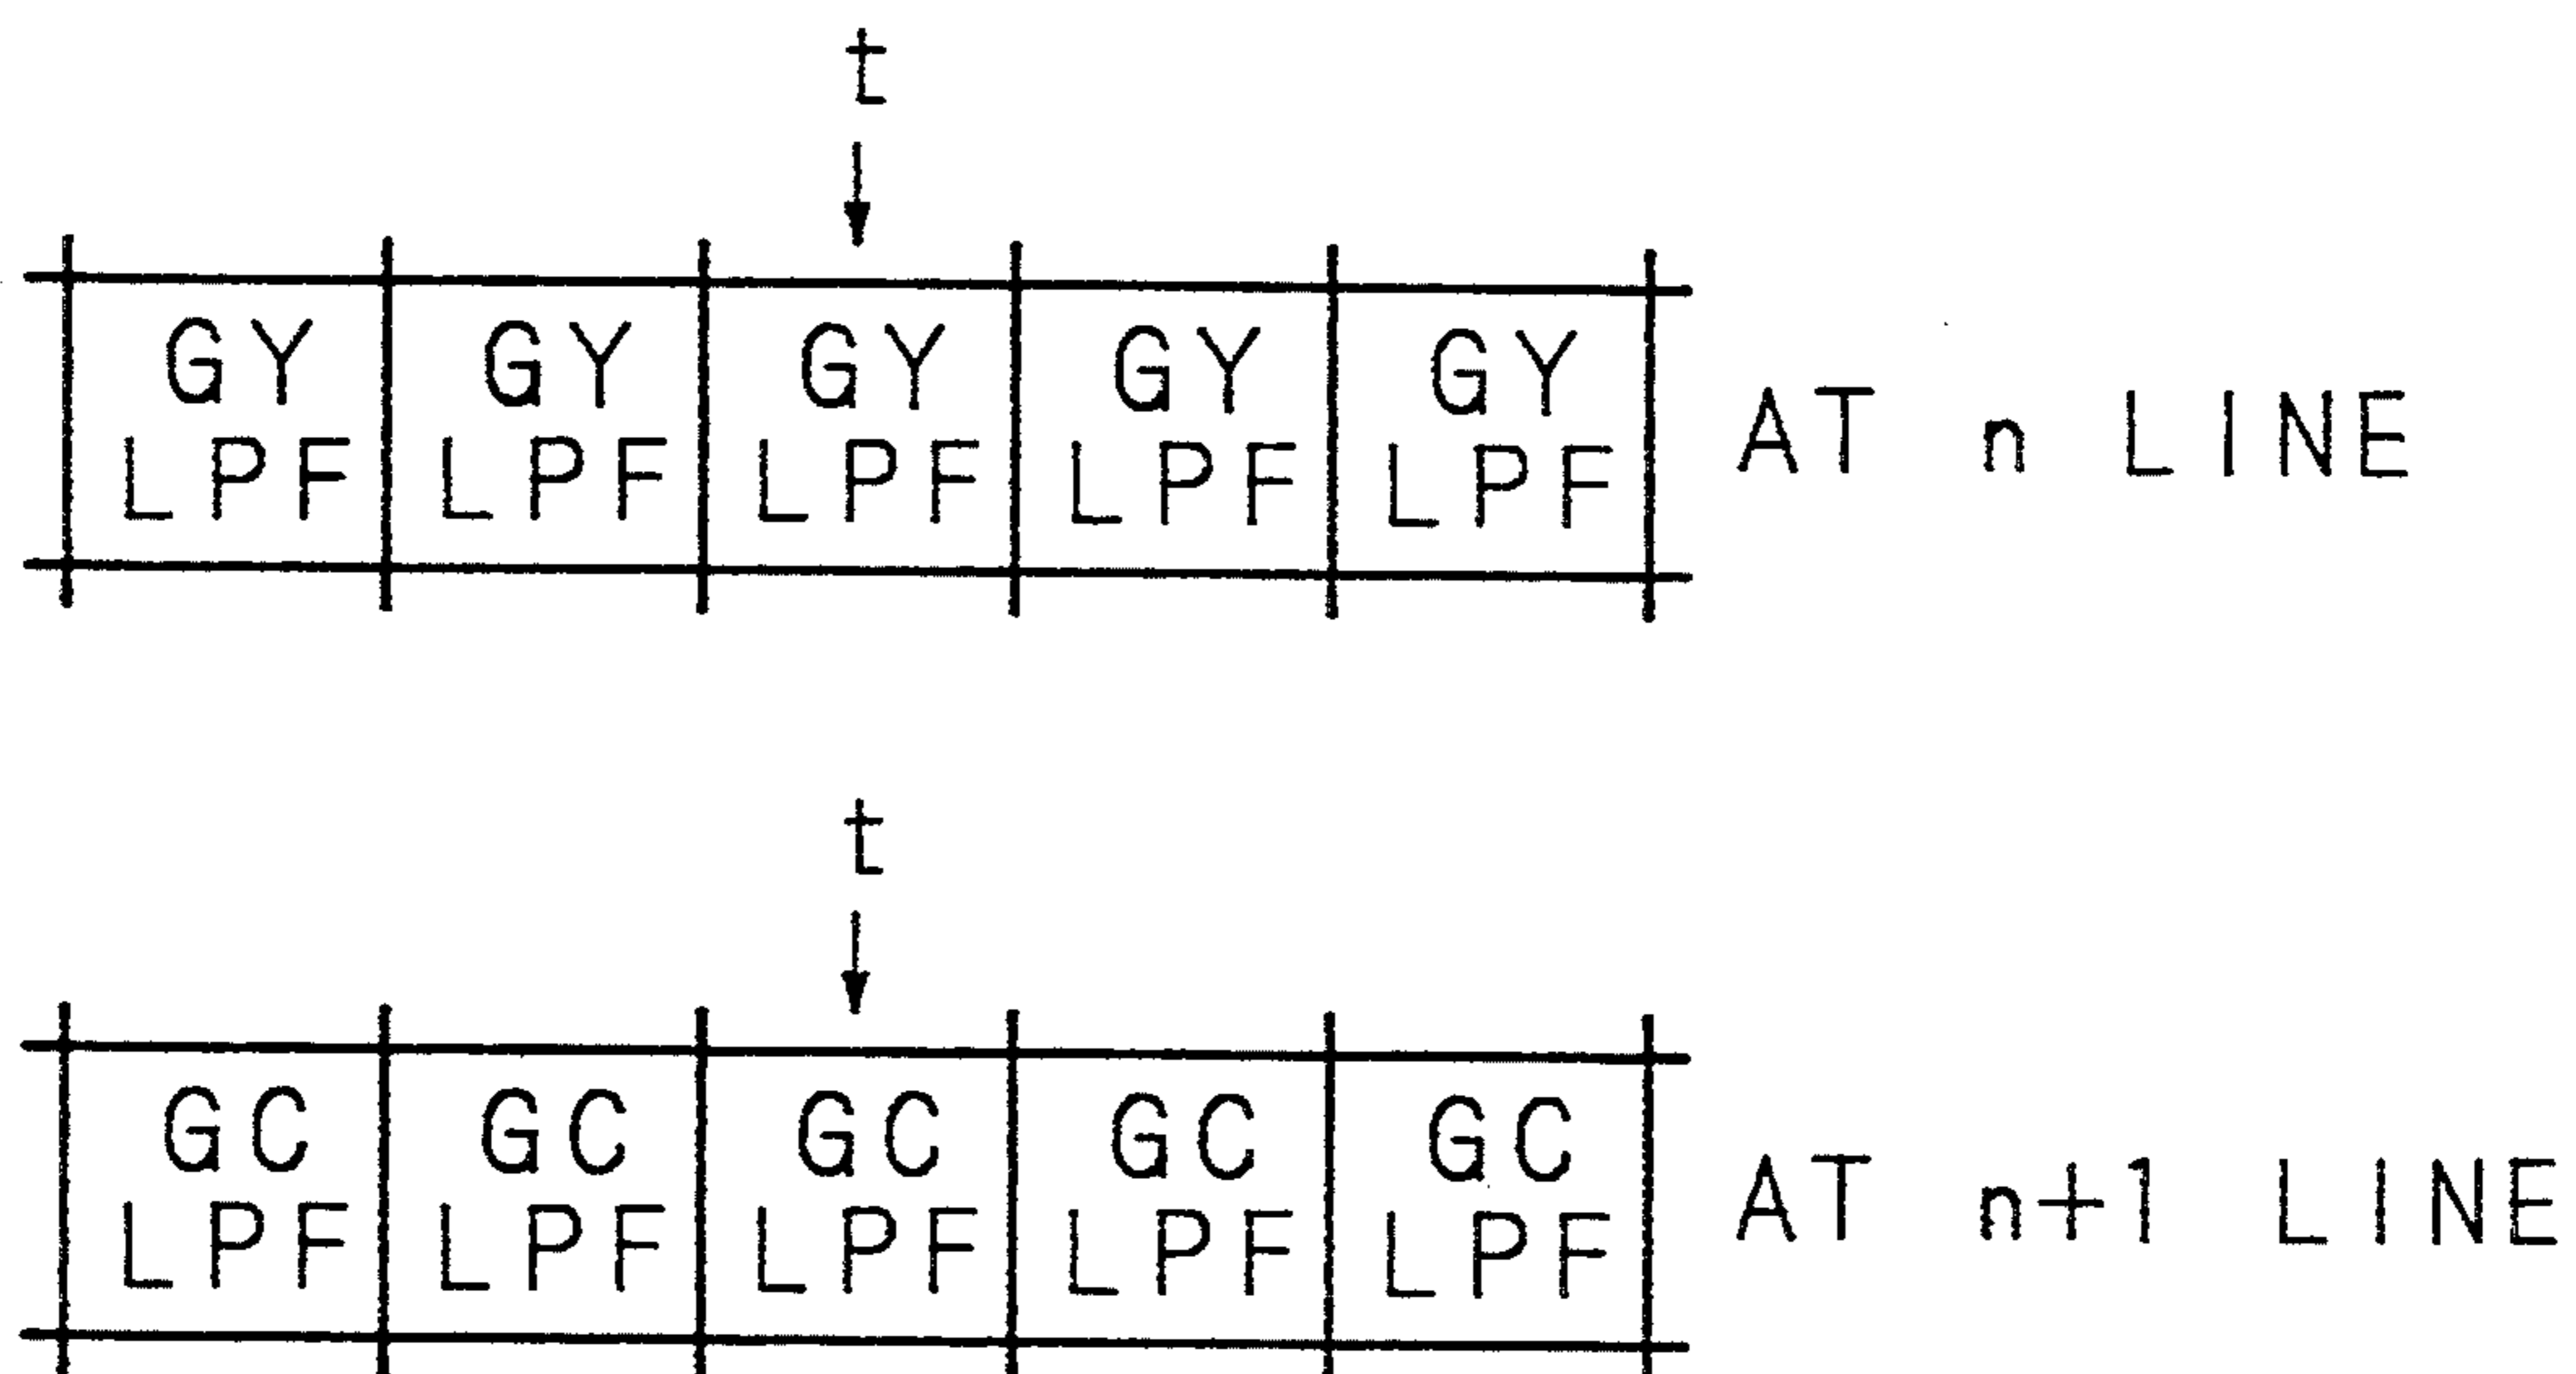 t
GY GY GY GY GY
LPF LPF LPF LPF LPF
AT n LINE
t
GC GC GC GC GC
LPF LPF LPF LPF LPF
AT n+1 LINE